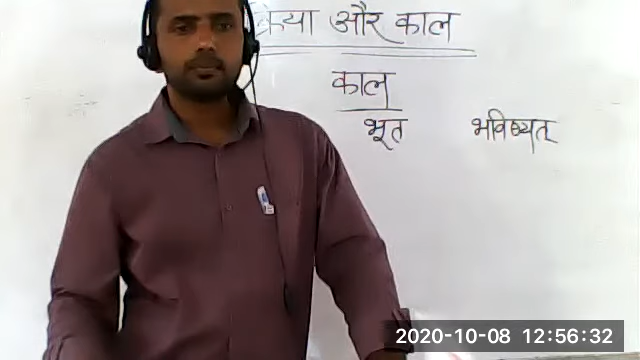 क्रिया और काल
काल
भूत भविष्यत्
2020-10-08 12:56:32